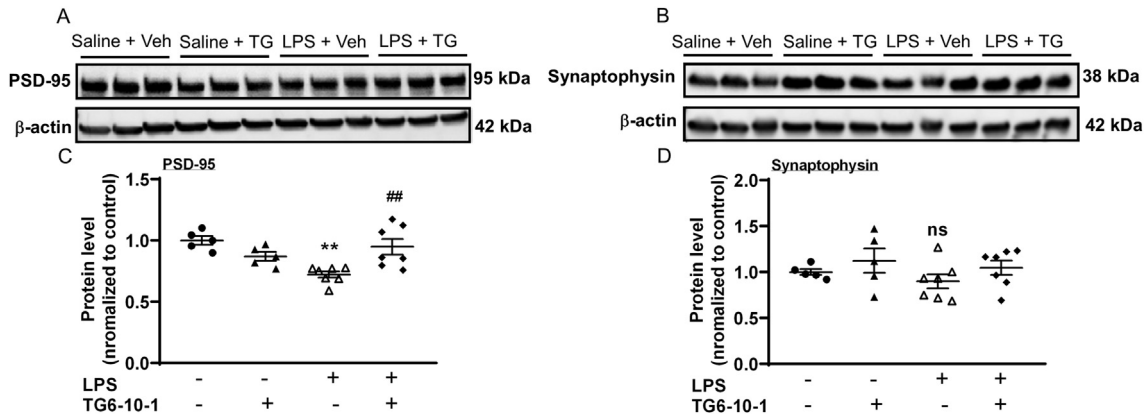 A
Saline + Veh Saline + TG LPS + Veh LPS + TG
PSD-95 95 kDa
β-actin 42 kDa
B
Saline + Veh Saline + TG LPS + Veh LPS + TG
Synaptophysin 38 kDa
β-actin 42 kDa
C
PSD-95
Protein level
(nromalized to control)
1.5
1.0
0.5
0.0
**
##
LPS - - + +
TG6-10-1 - + - +
D
Synaptophysin
Protein level
(nromalized to control)
2.0
1.5
1.0
0.5
0.0
ns
LPS - - + +
TG6-10-1 - + - +